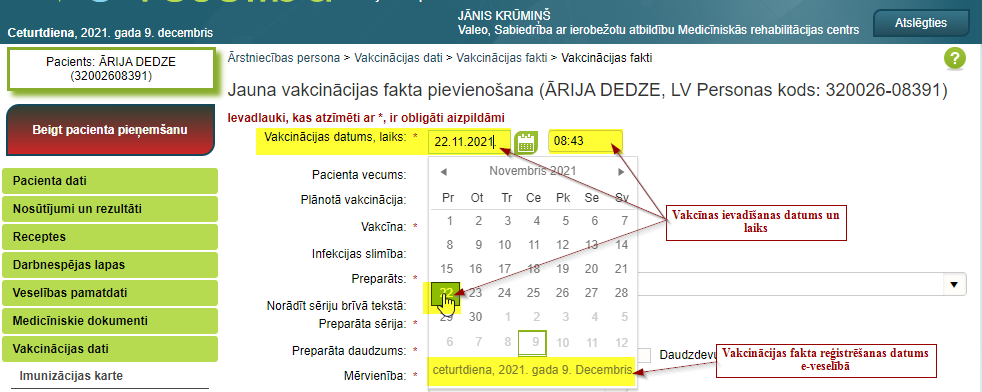 JĀNIS KRŪMIŅŠ
Valeo, Sabiedrība ar ierobežotu atbildību Medicīniskās rehabilitācijas centrs
Atslēgties
Ceturtdiena, 2021. gada 9. decembris
Pacients: ĀRIJA DEDZE
(32002608391)
Ārstniecības persona > Vakcinācijas dati > Vakcinācijas fakti > Vakcinācijas fakti
?
Jauna vakcinācijas fakta pievienošana (ĀRIJA DEDZE, LV Personas kods: 320026-08391)
Beigt pacienta pieņemšanu
Ievadlauki, kas atzīmēti ar *, ir obligāti aizpildāmi
Vakcinācijas datums, laiks: * 22.11.2021. 08:43
Pacienta vecums:
Plānotā vakcinācija:
Vakcīna: *
Infekcijas slimība:
Preparāts: *
Norādīt sēriju brīvā tekstā:
Preparāta sērija: *
Preparāta daudzums: *
Mērvienība: *
Novembris 2021
Pr Ot Tr Ce Pk Se Sv
1 2 3 4 5 6 7
8 9 10 11 12 13 14
15 16 17 18 19 20 21
22 23 24 25 26 27 28
29 30 1 2 3 4 5
6 7 8 9 10 11 12
ceturtdiena, 2021. gada 9. Decembris
Vakcīnas ievadīšanas datums un
laiks
Vakcinācijas fakta reģistrēšanas datums
e-veselībā
Pacienta dati
Nosūtījumi un rezultāti
Receptes
Darbnespējas lapas
Veselības pamatdati
Medicīniskie dokumenti
Vakcinācijas dati
Imunizācijas karte